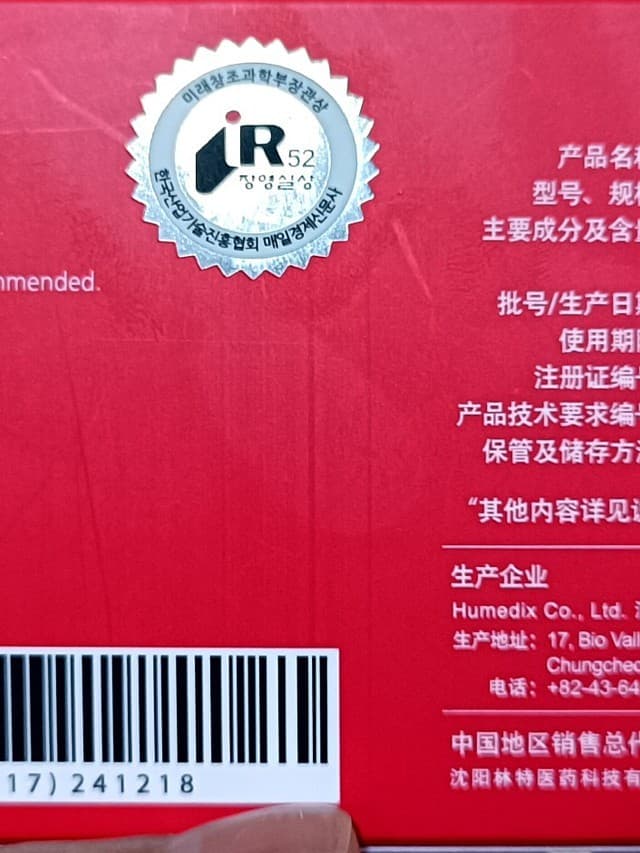 미래창조과학부장관상
iR52
장영실상
한국산업기술진흥협회 매일경제신문사
mmended.
产品名称
型号、规
主要成分及含
批号/生产日
使用期
注册证编
产品技术要求编
保管及储存方
“其他内容详见
生产企业
Humedix Co., Ltd.
生产地址：17, Bio Vall
Chungcheo
电话：+82-43-64
中国地区销售总代
沈阳林特医药科技有
17) 241218